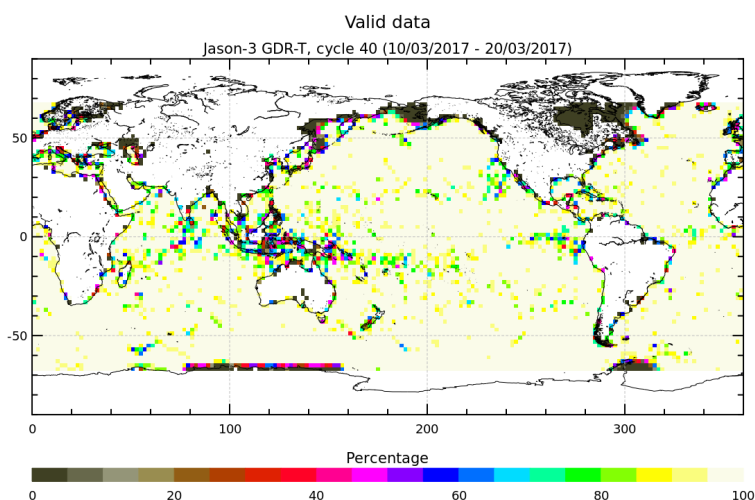 Valid data
Jason-3 GDR-T, cycle 40 (10/03/2017 - 20/03/2017)
50
0
-50
0 100 200 300
Percentage
0 20 40 60 80 100